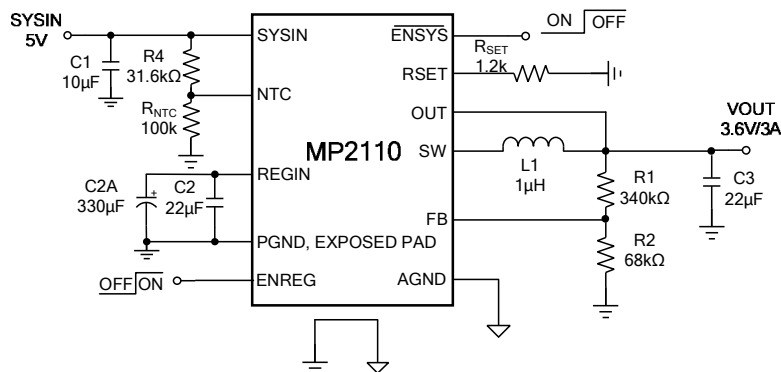 SYSIN
5V
C1
10µF
R4
31.6kΩ
RNTC
100k
C2A
330µF
+
C2
22µF
OFF ON
SYSIN
NTC
REGIN
PGND, EXPOSED PAD
ENREG
MP2110
ENSYS
RSET
OUT
SW
FB
AGND
ON OFF
RSET
1.2k
L1
1µH
R1
340kΩ
R2
68kΩ
C3
22µF
VOUT
3.6V/3A